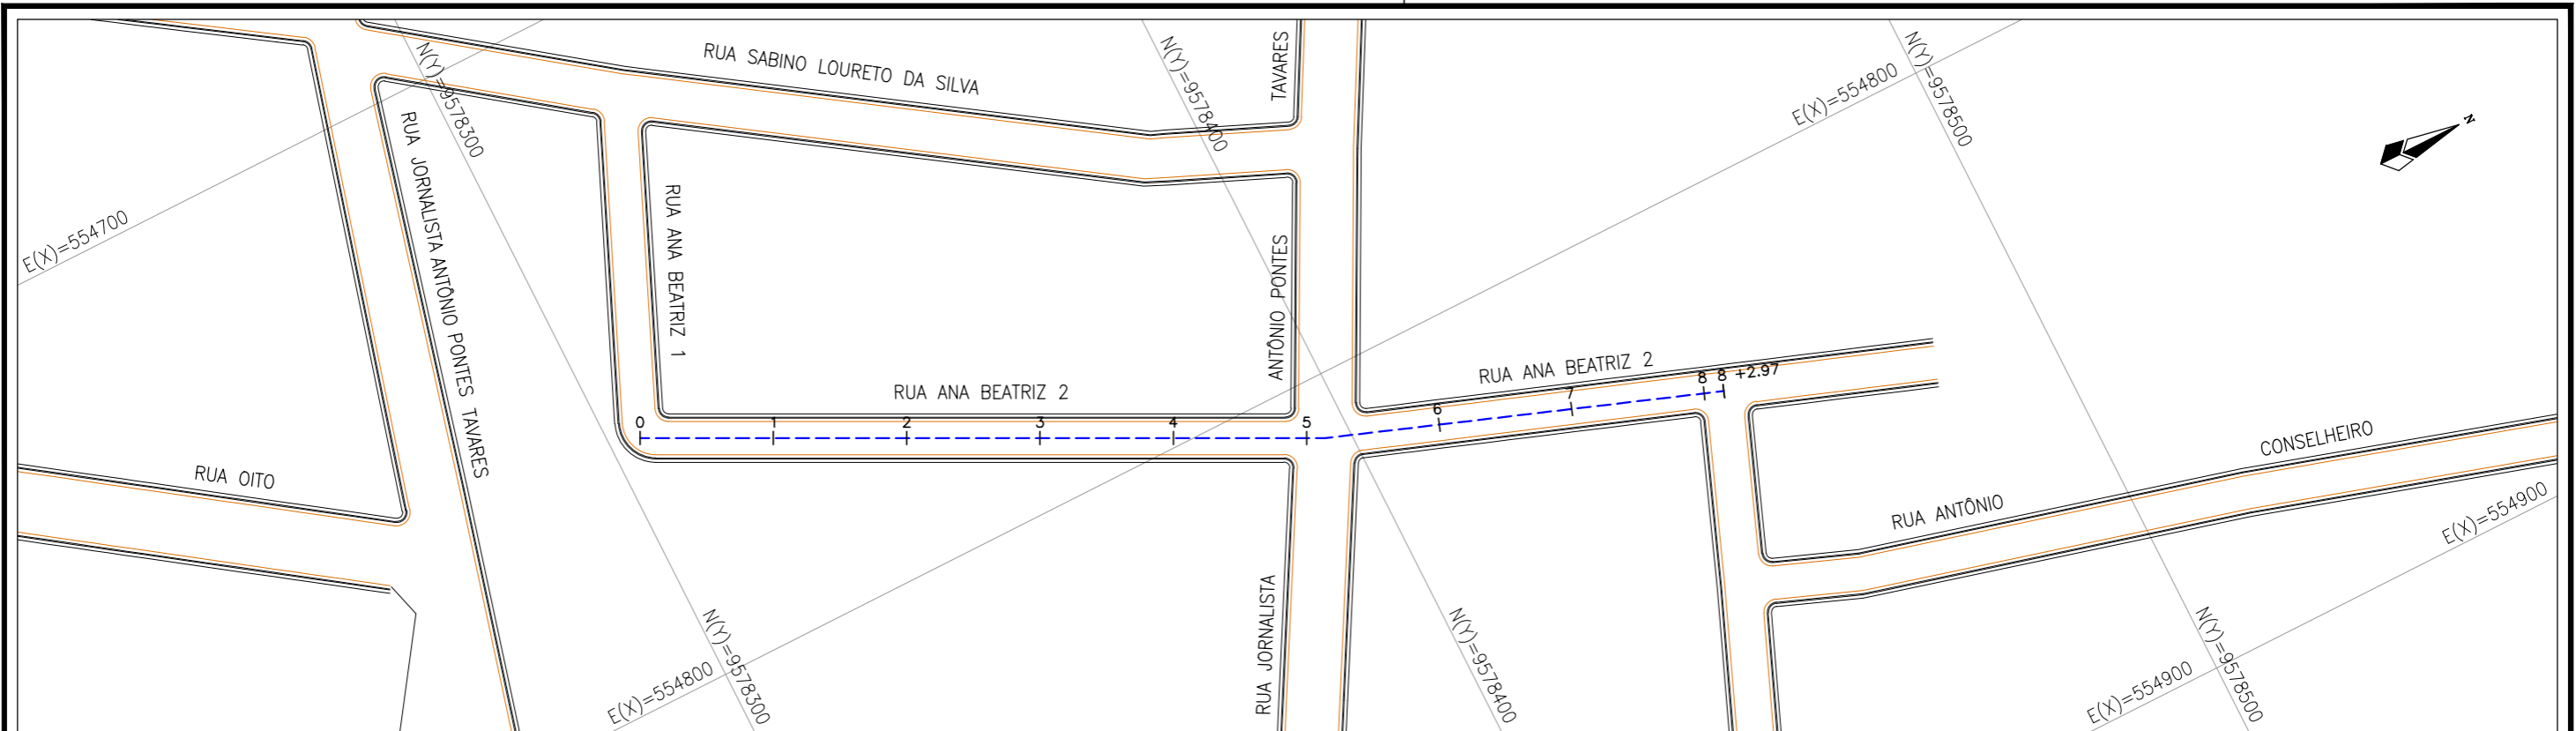 RUA SABINO LOURETO DA SILVA
TAVARES
N(Y)=9578300
N(Y)=9578400
N(Y)=9578500
E(X)=554800
N
RUA JORNALISTA ANTÔNIO PONTES TAVARES
E(X)=554700
RUA ANA BEATRIZ 1
ANTÔNIO PONTES
RUA ANA BEATRIZ 2
RUA ANA BEATRIZ 2
0
1
2
3
4
5
6
7
8
8 +2.97
RUA OITO
CONSELHEIRO
RUA ANTÔNIO
E(X)=554900
RUA JORNALISTA
N(Y)=9578300
N(Y)=9578400
N(Y)=9578500
E(X)=554800
E(X)=554900